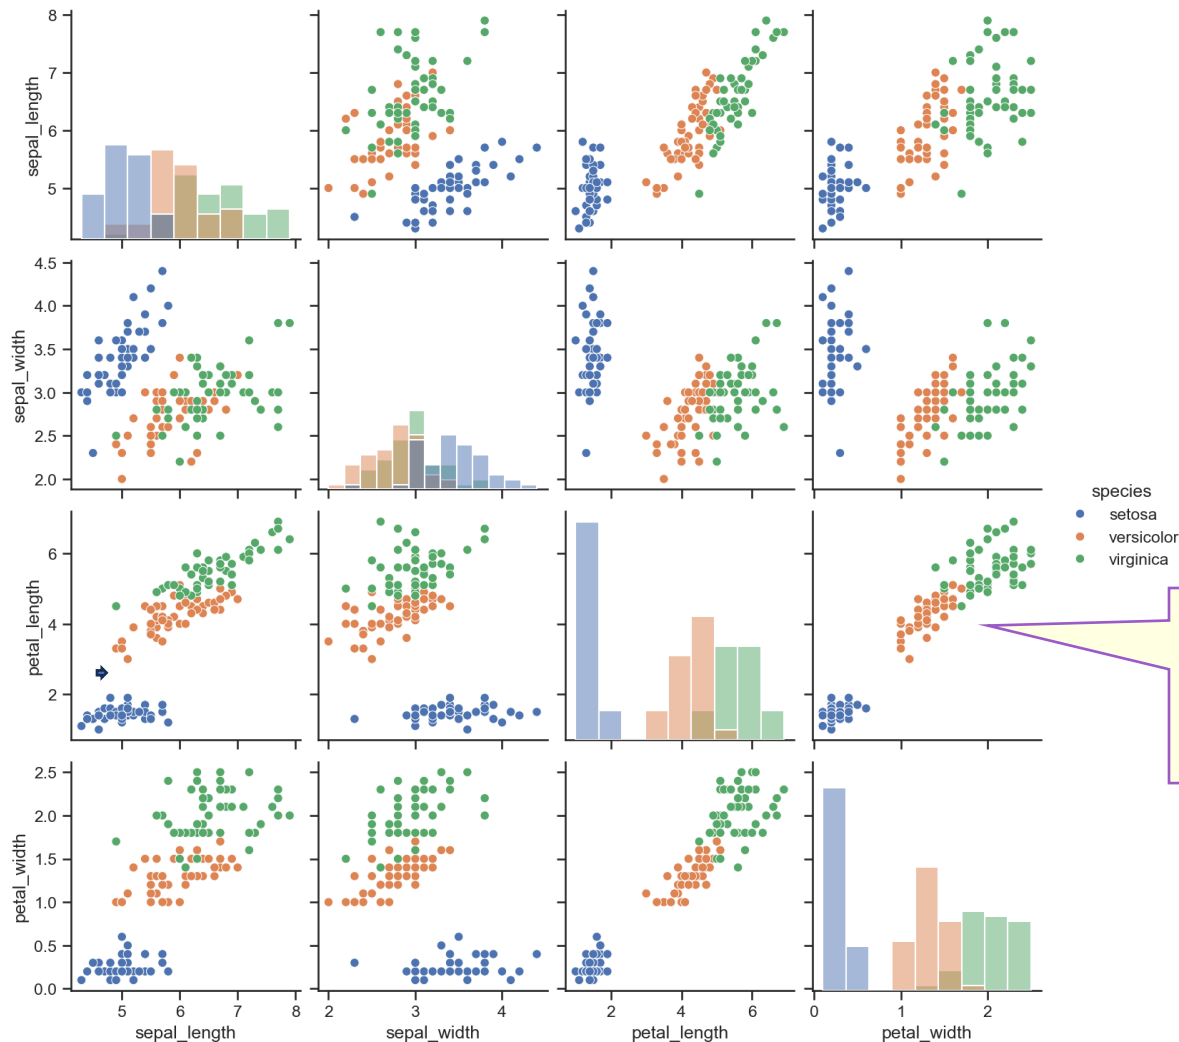 8
7
6
5
sepal_length
4.5
4.0
3.5
3.0
2.5
2.0
sepal_width
species
setosa
versicolor
virginica
6
4
2
petal_length
2.5
2.0
1.5
1.0
0.5
0.0
petal_width
5 6 7 8
2 3 4
2 4 6
0 1 2
sepal_length
sepal_width
petal_length
petal_width